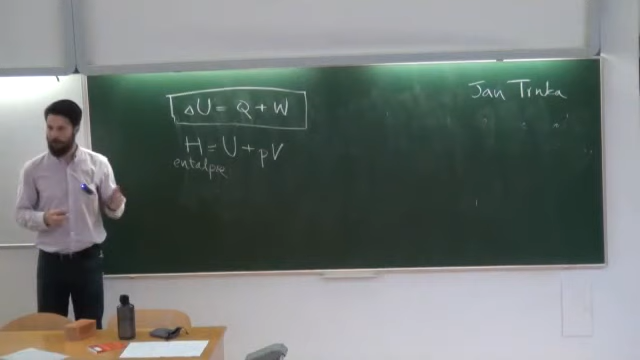 Jan Trnka
ΔU = Q + W
H = U + pV
entalpie